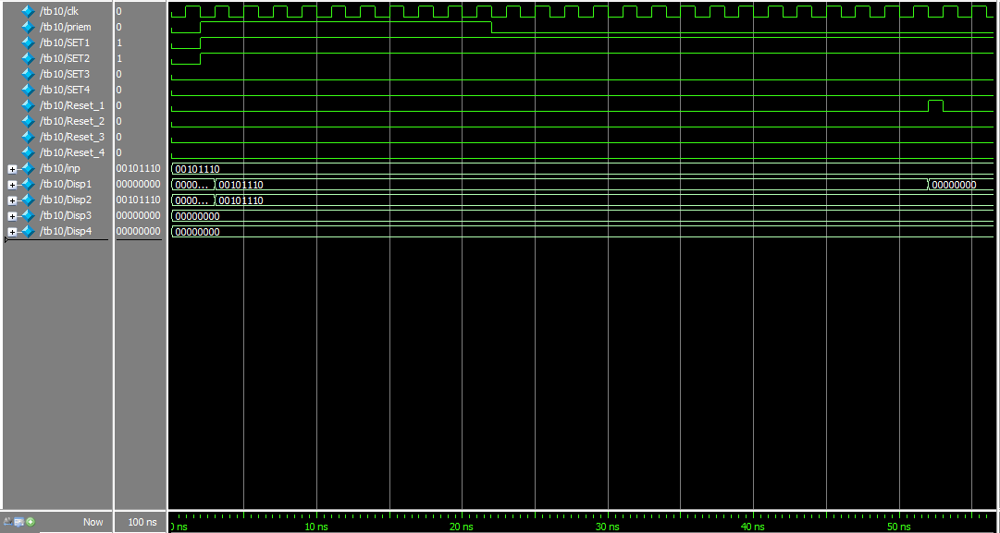 /tb10/clk 0
/tb10/priem 0
/tb10/SET1 1
/tb10/SET2 1
/tb10/SET3 0
/tb10/SET4 0
/tb10/Reset_1 0
/tb10/Reset_2 0
/tb10/Reset_3 0
/tb10/Reset_4 0
/tb10/inp 00101110 00101110
/tb10/Disp1 00000000 0000... 00101110 00000000
/tb10/Disp2 00101110 0000... 00101110
/tb10/Disp3 00000000 00000000
/tb10/Disp4 00000000 00000000
Now 100 ns 0 ns 10 ns 20 ns 30 ns 40 ns 50 ns